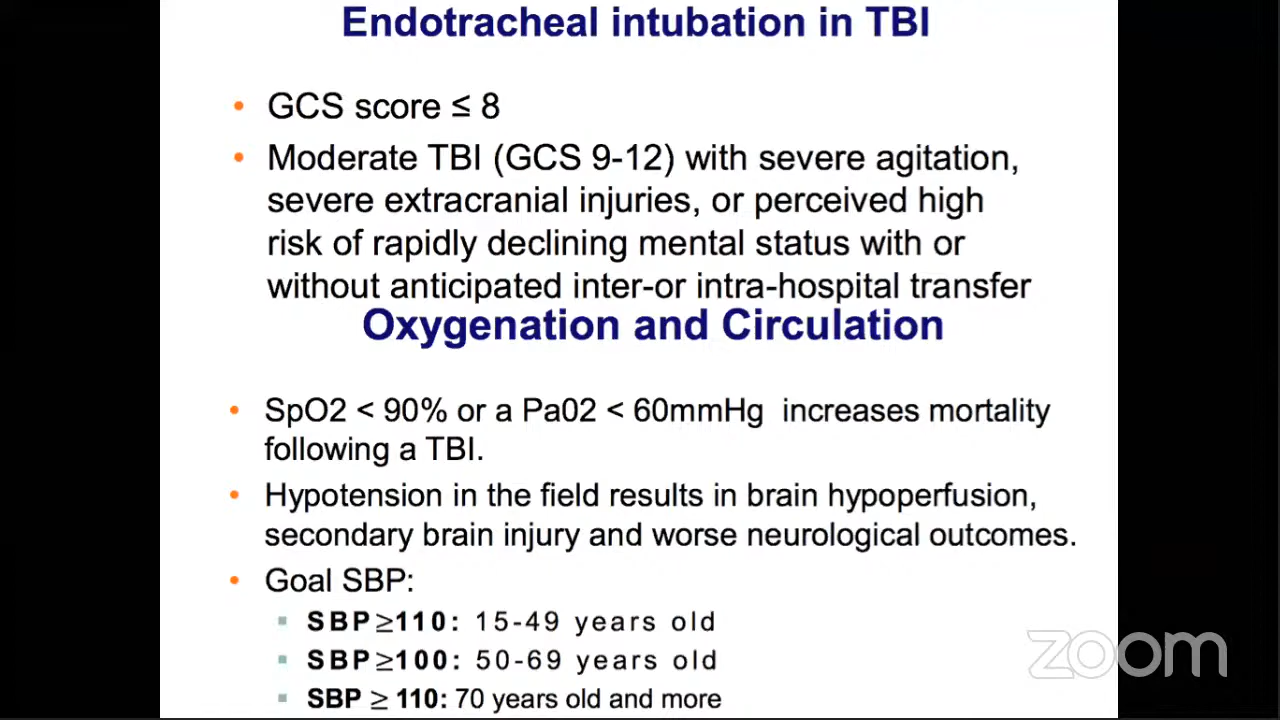 Endotracheal intubation in TBI
• GCS score ≤ 8
• Moderate TBI (GCS 9-12) with severe agitation,
severe extracranial injuries, or perceived high
risk of rapidly declining mental status with or
without anticipated inter-or intra-hospital transfer
Oxygenation and Circulation
• SpO2 < 90% or a Pa02 < 60mmHg increases mortality
following a TBI.
• Hypotension in the field results in brain hypoperfusion,
secondary brain injury and worse neurological outcomes.
• Goal SBP:
▪ SBP ≥110: 15-49 years old
▪ SBP ≥100: 50-69 years old
▪ SBP ≥ 110: 70 years old and more
zoom